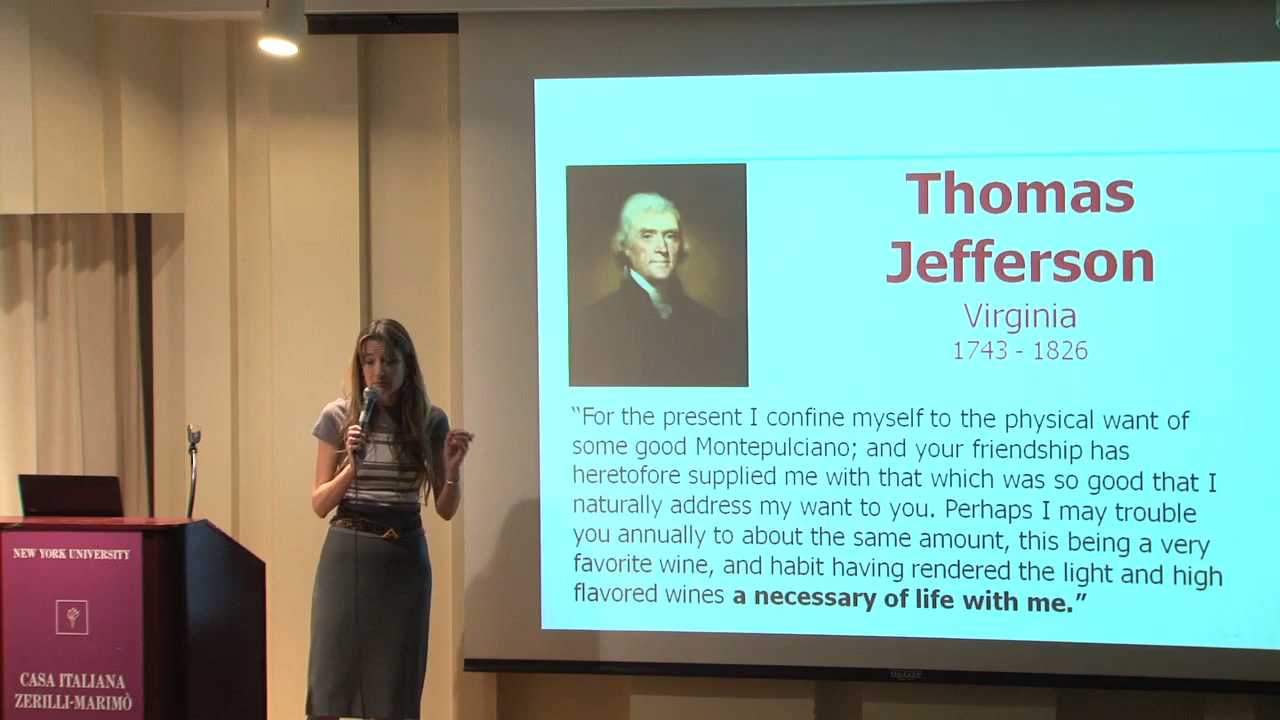 Thomas
Jefferson
Virginia
1743 - 1826
“For the present I confine myself to the physical want of
some good Montepulciano; and your friendship has
heretofore supplied me with that which was so good that I
naturally address my want to you. Perhaps I may trouble
you annually to about the same amount, this being a very
favorite wine, and habit having rendered the light and high
flavored wines a necessary of life with me.”
NEW YORK UNIVERSITY
CASA ITALIANA
ZERILLI-MARIMÒ